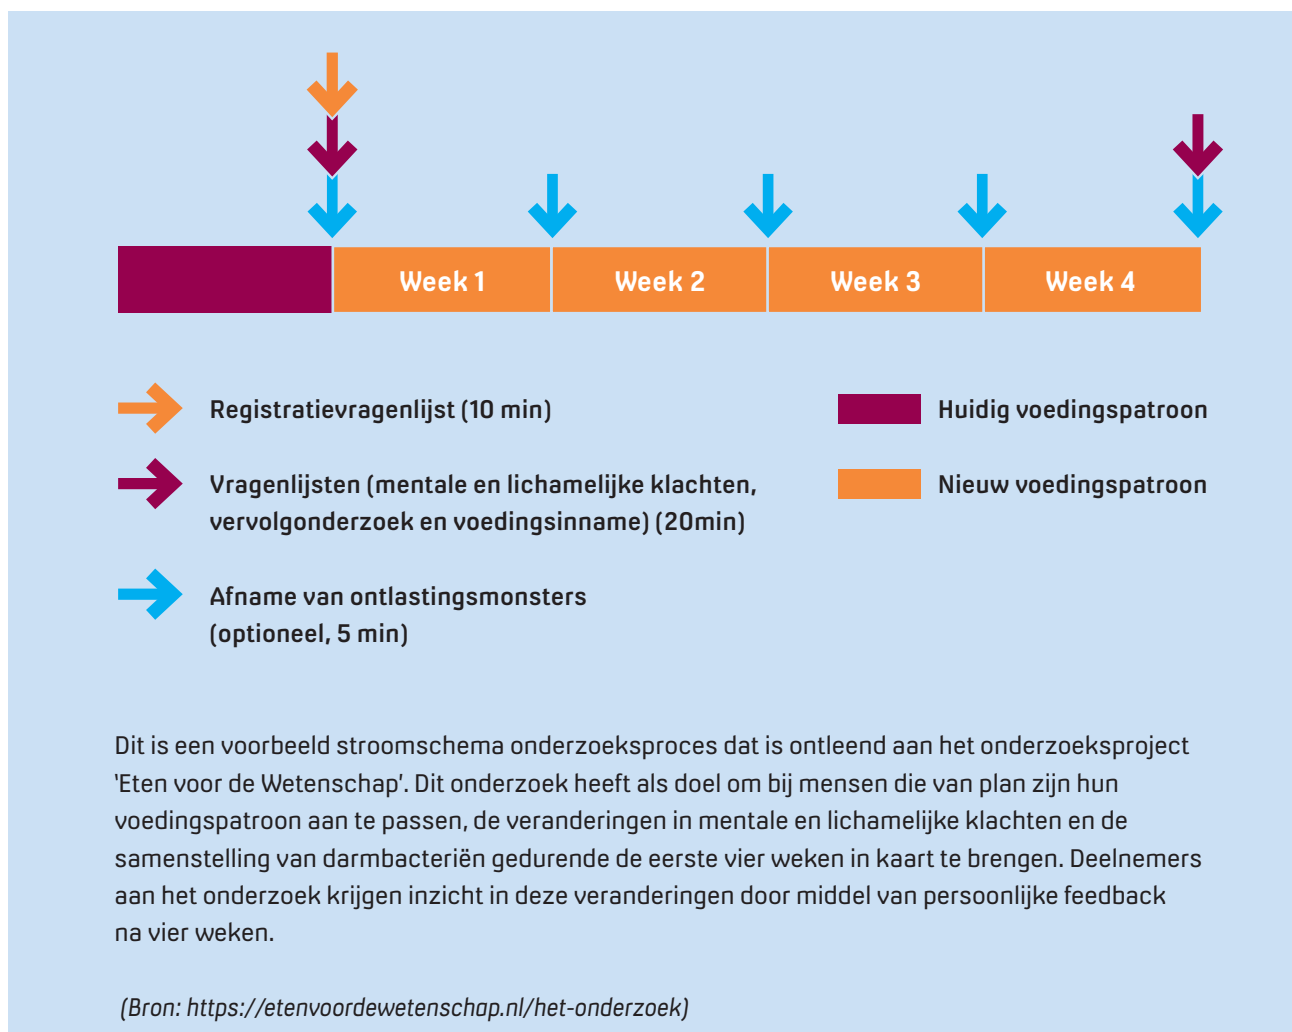 Week 1
Week 2
Week 3
Week 4
Registratievragenlijst (10 min)
Huidig voedingspatroon
Vragenlijsten (mentale en lichamelijke klachten,
vervolgonderzoek en voedingsinname) (20min)
Nieuw voedingspatroon
Afname van ontlastingsmonsters
(optioneel, 5 min)
Dit is een voorbeeld stroomschema onderzoeksproces dat is ontleend aan het onderzoeksproject
‘Eten voor de Wetenschap’. Dit onderzoek heeft als doel om bij mensen die van plan zijn hun
voedingspatroon aan te passen, de veranderingen in mentale en lichamelijke klachten en de
samenstelling van darmbacteriën gedurende de eerste vier weken in kaart te brengen. Deelnemers
aan het onderzoek krijgen inzicht in deze veranderingen door middel van persoonlijke feedback
na vier weken.
(Bron: https://etenvoordewetenschap.nl/het-onderzoek)